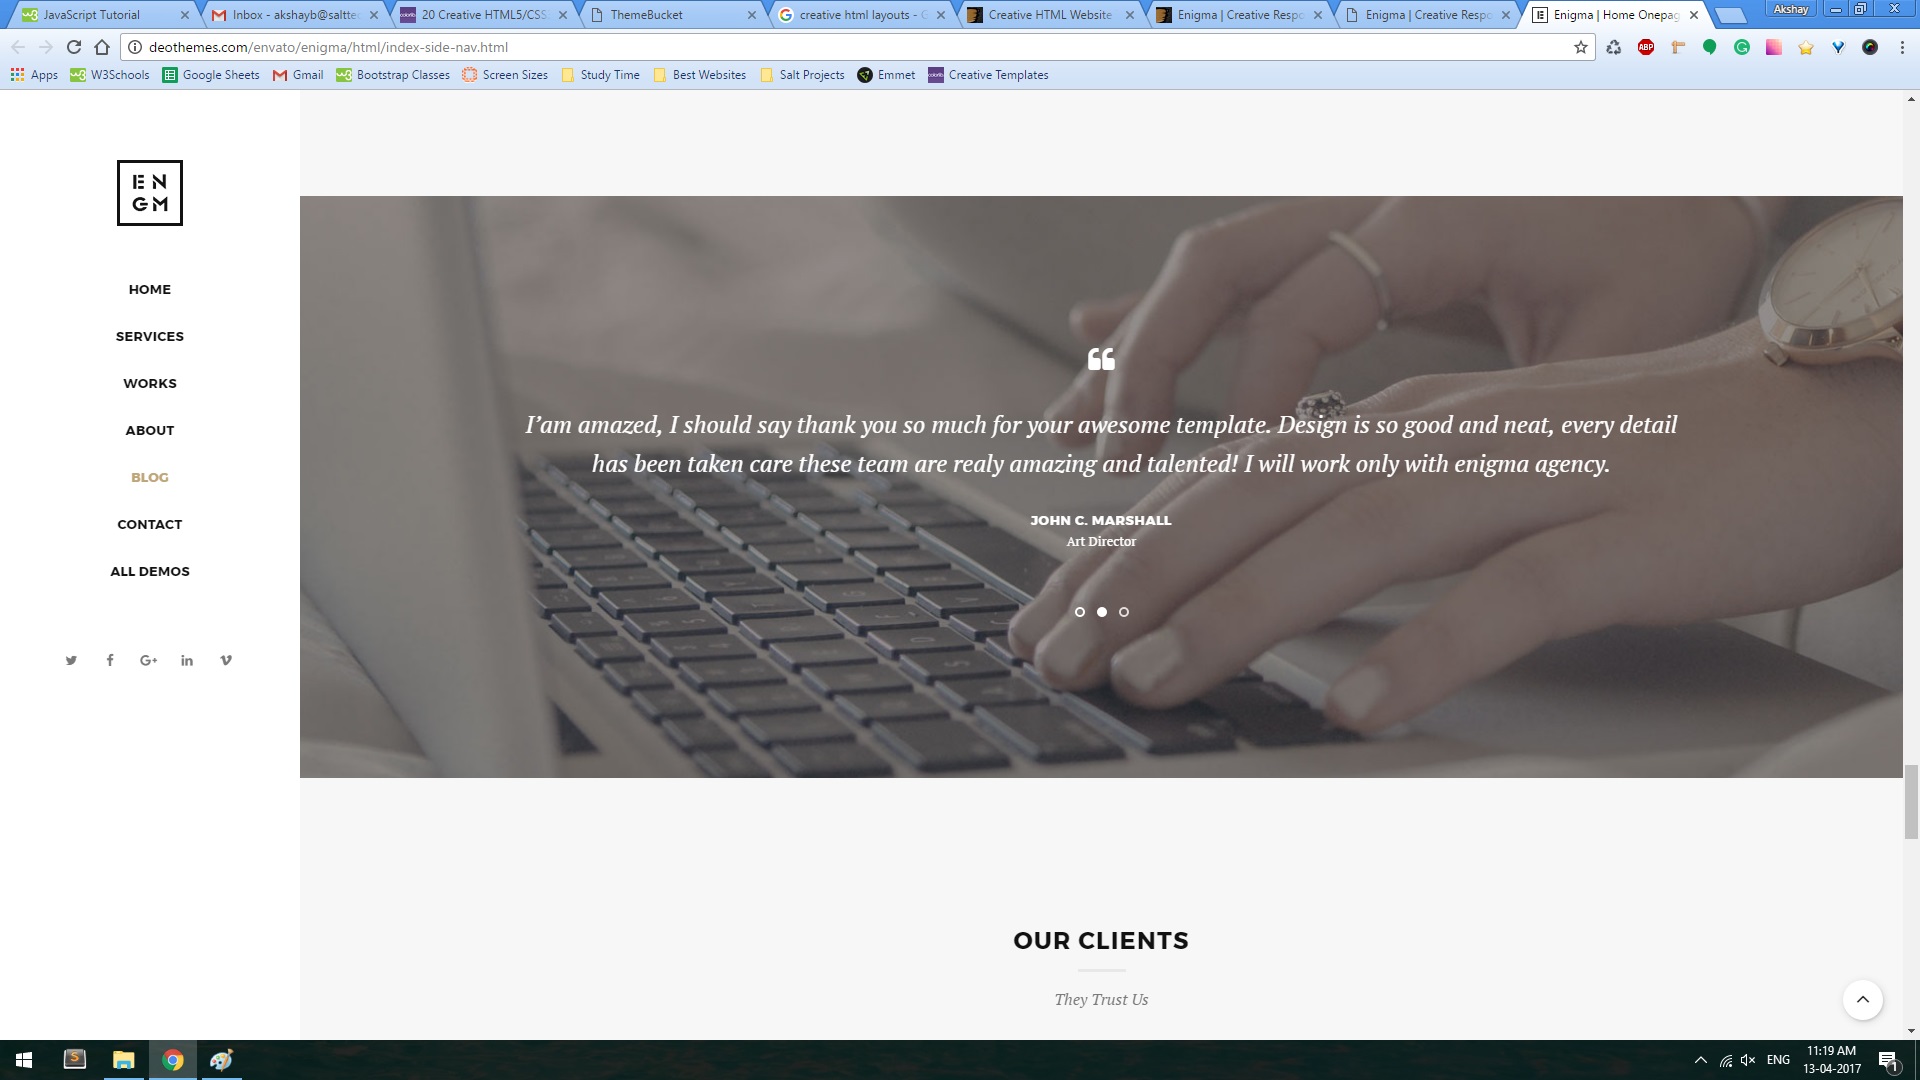 JavaScript Tutorial
Inbox - akshayb@saltte
20 Creative HTML5/CSS
ThemeBucket
creative html layouts - G
Creative HTML Website
Enigma | Creative Respo
Enigma | Creative Respo
Enigma | Home Onepag
Akshay
deothemes.com/envato/enigma/html/index-side-nav.html
ABP
Apps
W3Schools
Google Sheets
Gmail
Bootstrap Classes
Screen Sizes
Study Time
Best Websites
Salt Projects
Emmet
Creative Templates
EN
GM
HOME
SERVICES
WORKS
ABOUT
BLOG
CONTACT
ALL DEMOS
I’am amazed, I should say thank you so much for your awesome template. Design is so good and neat, every detail
has been taken care these team are realy amazing and talented! I will work only with enigma agency.
JOHN C. MARSHALL
Art Director
OUR CLIENTS
They Trust Us
ENG
11:19 AM
13-04-2017
1